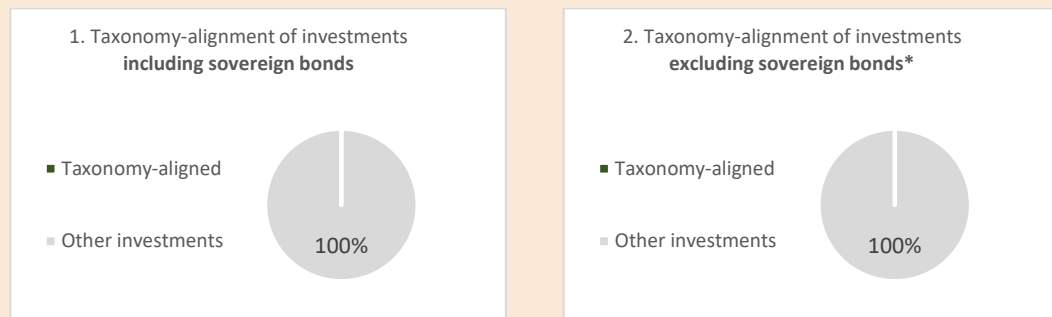 1. Taxonomy-alignment of investments
including sovereign bonds
Taxonomy-aligned
Other investments
100%
2. Taxonomy-alignment of investments
excluding sovereign bonds*
Taxonomy-aligned
Other investments
100%